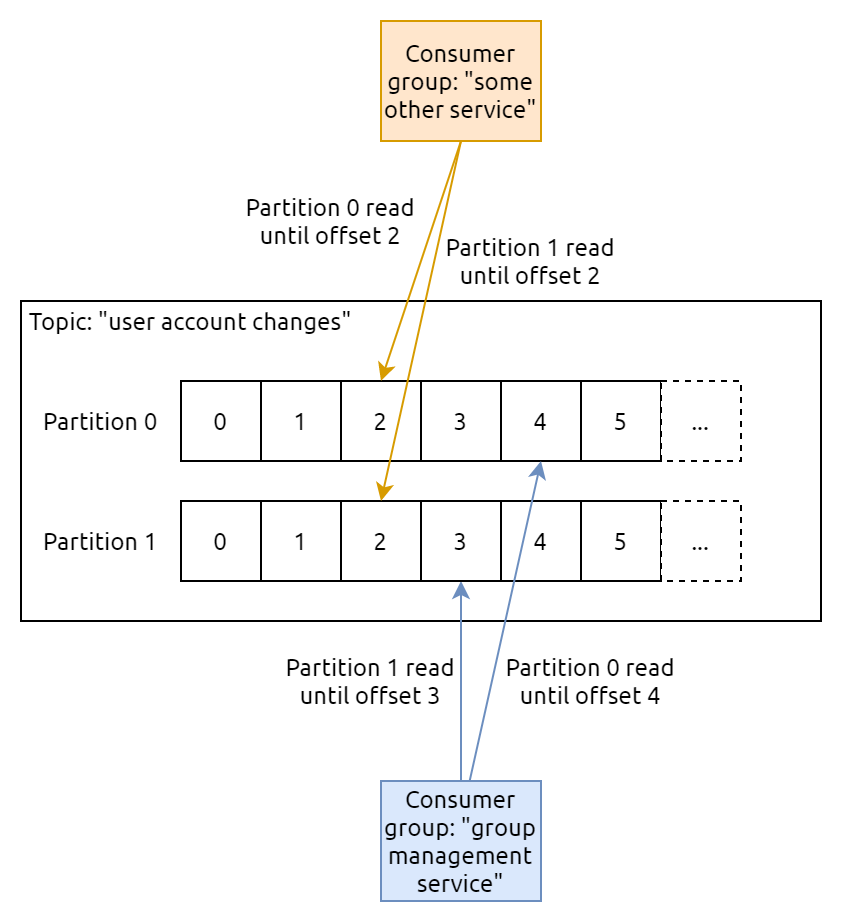 Consumer
group: "some
other service"
Partition 0 read
until offset 2
Partition 1 read
until offset 2
Topic: "user account changes"
Partition 0 0 1 2 3 4 5 ...
Partition 1 0 1 2 3 4 5 ...
Partition 1 read
until offset 3
Partition 0 read
until offset 4
Consumer
group: "group
management
service"